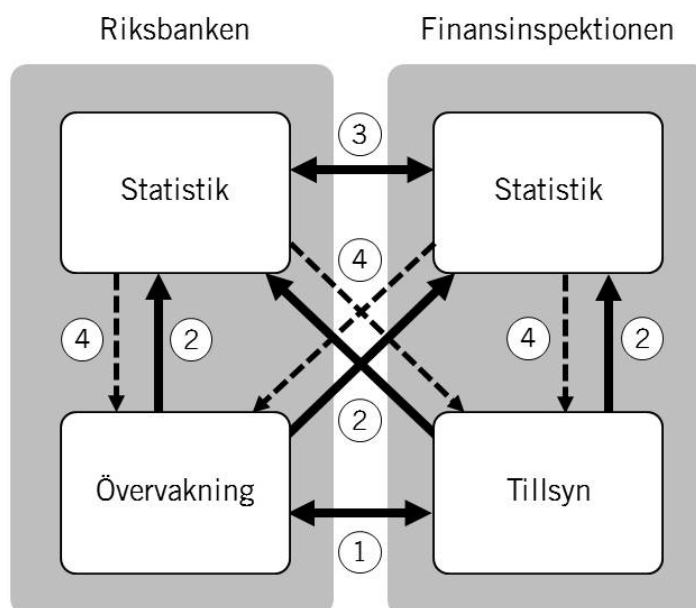 Riksbanken
Finansinspektionen
3
Statistik
Statistik
4
4
2
4
2
2
Övervakning
Tillsyn
1